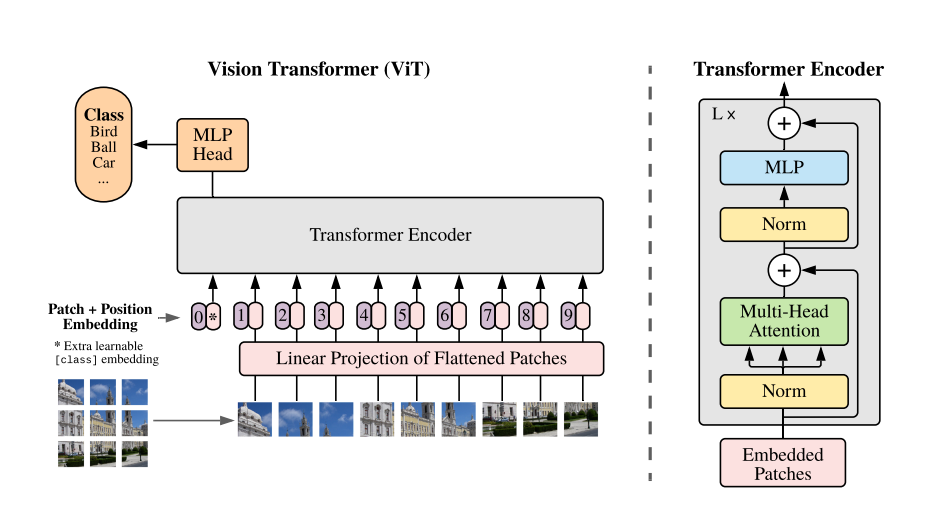 Vision Transformer (ViT)
Class
Bird
Ball
Car
...
MLP
Head
Transformer Encoder
Patch + Position
Embedding
0 * 1 2 3 4 5 6 7 8 9
* Extra learnable
[class] embedding
Linear Projection of Flattened Patches
Transformer Encoder
L x
+
MLP
Norm
+
Multi-Head
Attention
Norm
Embedded
Patches